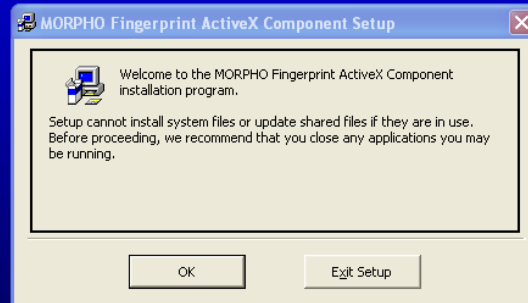 MORPHO Fingerprint ActiveX Component Setup
Welcome to the MORPHO Fingerprint ActiveX Component
installation program.
Setup cannot install system files or update shared files if they are in use.
Before proceeding, we recommend that you close any applications you may
be running.
OK
Exit Setup